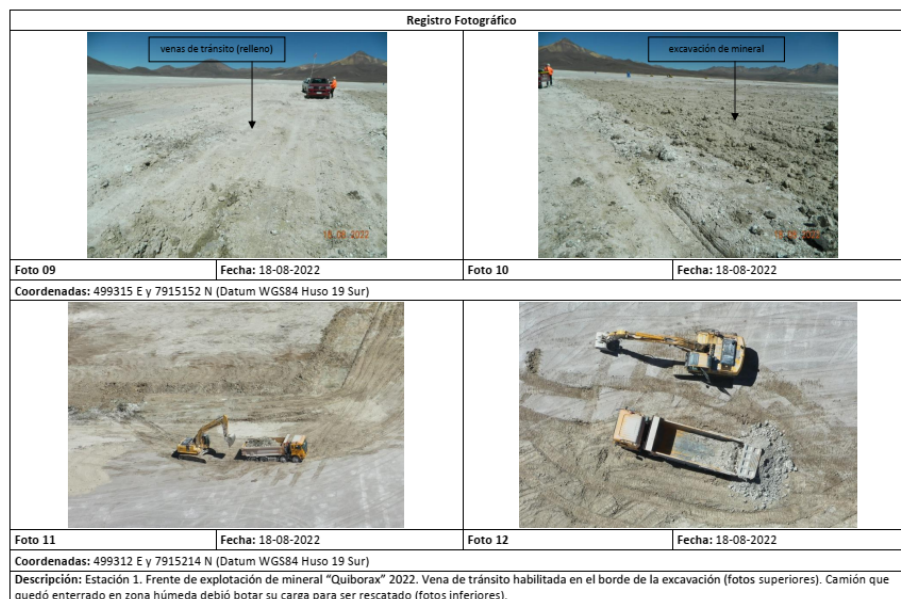 Registro Fotográfico
venas de tránsito (relleno)
excavación de mineral
Foto 09
Fecha: 18-08-2022
Foto 10
Fecha: 18-08-2022
Coordenadas: 499315 E y 7915152 N (Datum WGS84 Huso 19 Sur)
Foto 11
Fecha: 18-08-2022
Foto 12
Fecha: 18-08-2022
Coordenadas: 499312 E y 7915214 N (Datum WGS84 Huso 19 Sur)
Descripción: Estación 1. Frente de explotación de mineral “Quiborax” 2022. Vena de tránsito habilitada en el borde de la excavación (fotos superiores). Camión que
quedó enterrado en zona húmeda debió botar su carga para ser rescatado (fotos inferiores).